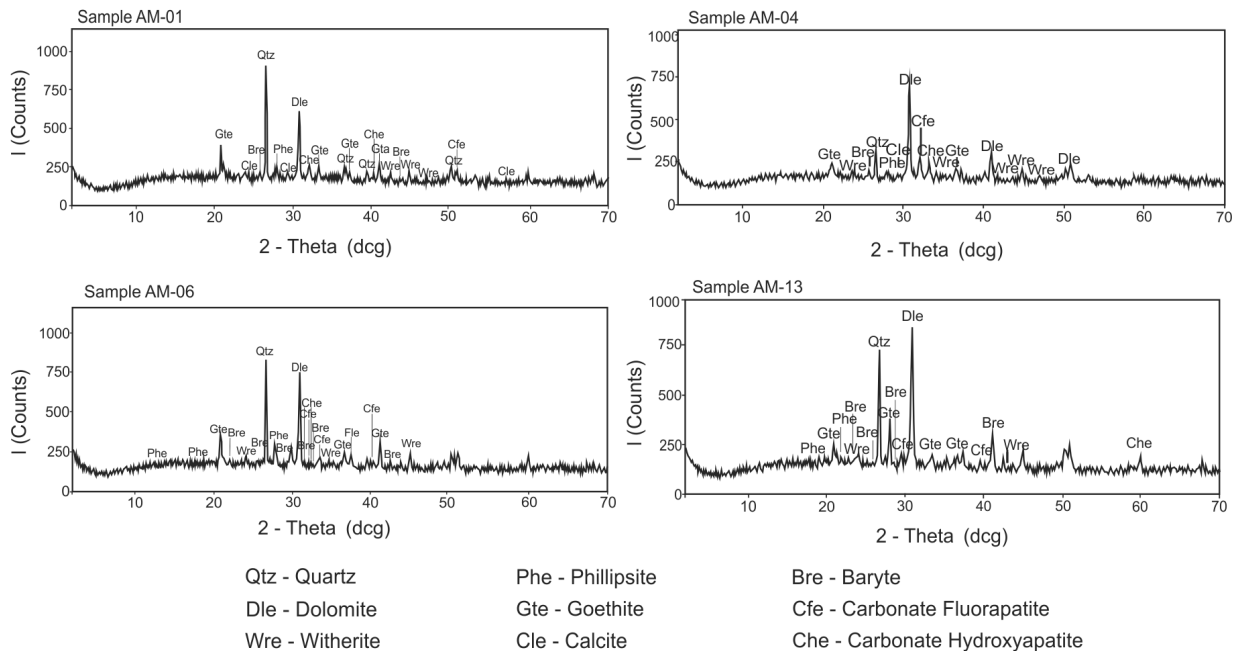 Sample AM-01
I (Counts)
1000
750
500
250
0
Qtz
Dle
Gte
Cle
Bre
Phe
Cle
Che
Gte
Qtz
Gte
Qtz
Che
Gta
Wre
Bre
Wre
Wre
Cfe
Qtz
Cle
10 20 30 40 50 60 70
2 - Theta (dcg)
Sample AM-04
I (Counts)
1000
750
500
250
0
Gte
Wre
Bre
Qtz
Phe
Cle
Dle
Cfe
Che
Wre
Gte
Dle
Wre
Wre
Wre
Dle
10 20 30 40 50 60 70
2 - Theta (dcg)
Sample AM-06
I (Counts)
1000
750
500
250
0
Phe
Phe
Gte
Bre
Wre
Bre
Qtz
Phe
Dle
Bre
Che
Cfe
Bre
Cfe
Wre
Gte
Fle
Cfe
Gte
Bre
Wre
10 20 30 40 50 60 70
2 - Theta (dcg)
Sample AM-13
I (Counts)
1000
750
500
250
0
Phe
Gte
Phe
Bre
Wre
Bre
Qtz
Gte
Bre
Cfe
Dle
Gte
Gte
Cfe
Bre
Wre
Che
10 20 30 40 50 60 70
2 - Theta (dcg)
Qtz - Quartz Phe - Phillipsite Bre - Baryte
Dle - Dolomite Gte - Goethite Cfe - Carbonate Fluorapatite
Wre - Witherite Cle - Calcite Che - Carbonate Hydroxyapatite